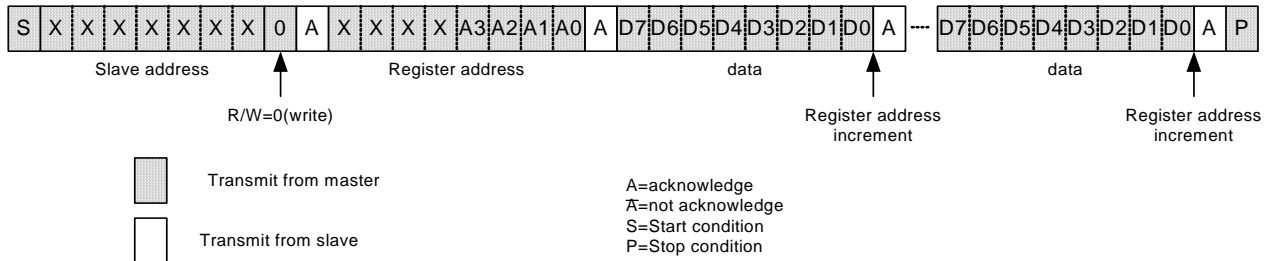 S X X X X X X X 0 A X X X X A3 A2 A1 A0 A D7 D6 D5 D4 D3 D2 D1 D0 A ---- D7 D6 D5 D4 D3 D2 D1 D0 A P
Slave address Register address data data
R/W=0(write)
Register address
increment
Register address
increment
Transmit from master
Transmit from slave
A=acknowledge
A̅=not acknowledge
S=Start condition
P=Stop condition